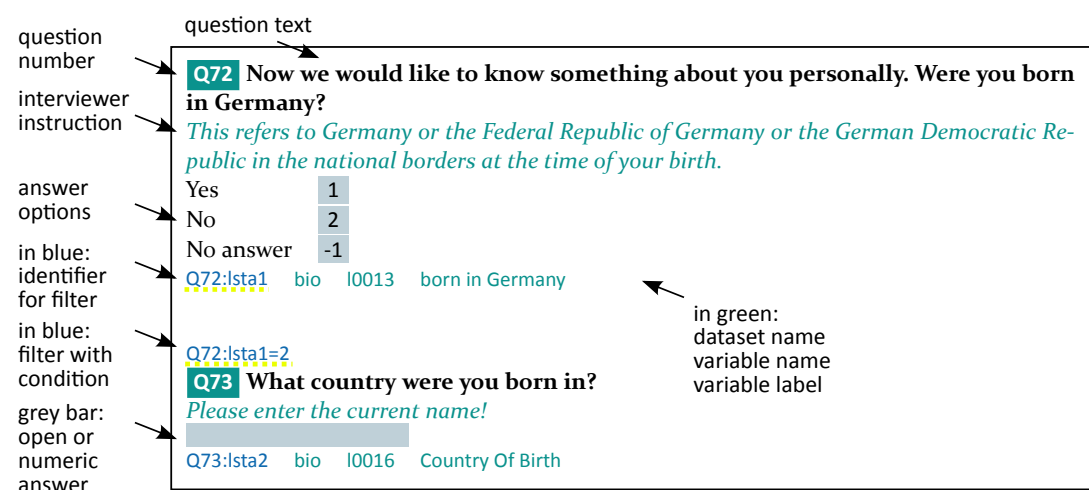 question text
question
number
Q72 Now we would like to know something about you personally. Were you born
in Germany?
interviewer
instruction
This refers to Germany or the Federal Republic of Germany or the German Democratic Re-
public in the national borders at the time of your birth.
answer
options
Yes 1
No 2
No answer -1
in blue:
identifier
for filter
Q72:lsta1 bio l0013 born in Germany
in green:
dataset name
variable name
variable label
in blue:
filter with
condition
Q72:lsta1=2
Q73 What country were you born in?
Please enter the current name!
grey bar:
open or
numeric
answer
Q73:lsta2 bio l0016 Country Of Birth